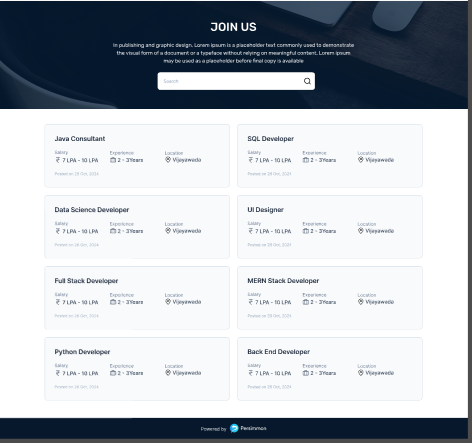 JOIN US
In publishing and graphic design, Lorem ipsum is a placeholder text commonly used to demonstrate
the visual form of a document or a typeface without relying on meaningful content. Lorem ipsum
may be used as a placeholder before final copy is available
Search
Java Consultant
Salary Experience Location
₹ 7 LPA - 10 LPA 2 - 3Years Vijayawada
Posted on 28 Oct, 2024
SQL Developer
Salary Experience Location
₹ 7 LPA - 10 LPA 2 - 3Years Vijayawada
Posted on 28 Oct, 2024
Data Science Developer
Salary Experience Location
₹ 7 LPA - 10 LPA 2 - 3Years Vijayawada
Posted on 28 Oct, 2024
UI Designer
Salary Experience Location
₹ 7 LPA - 10 LPA 2 - 3Years Vijayawada
Posted on 28 Oct, 2024
Full Stack Developer
Salary Experience Location
₹ 7 LPA - 10 LPA 2 - 3Years Vijayawada
Posted on 28 Oct, 2024
MERN Stack Developer
Salary Experience Location
₹ 7 LPA - 10 LPA 2 - 3Years Vijayawada
Posted on 28 Oct, 2024
Python Developer
Salary Experience Location
₹ 7 LPA - 10 LPA 2 - 3Years Vijayawada
Posted on 28 Oct, 2024
Back End Developer
Salary Experience Location
₹ 7 LPA - 10 LPA 2 - 3Years Vijayawada
Posted on 28 Oct, 2024
Powered by Persimmon